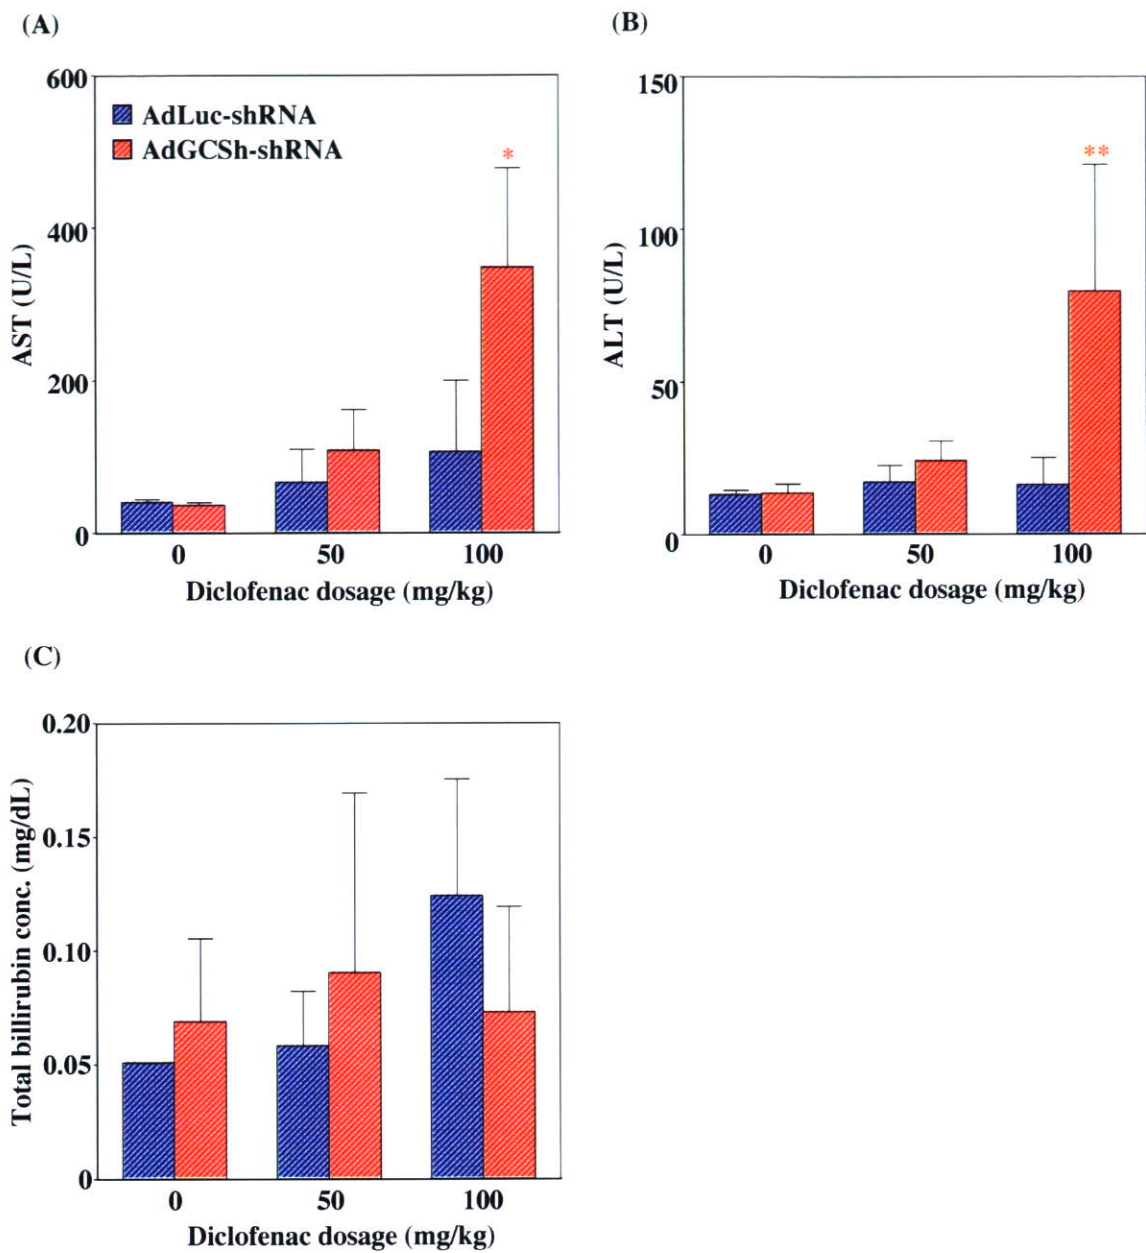 (A)
600
400
200
0
AST (U/L)
AdLuc-shRNA
AdGCSh-shRNA
*
0 50 100
Diclofenac dosage (mg/kg)
(B)
150
100
50
0
ALT (U/L)
**
0 50 100
Diclofenac dosage (mg/kg)
(C)
0.20
0.15
0.10
0.05
0
Total billirubin conc. (mg/dL)
0 50 100
Diclofenac dosage (mg/kg)